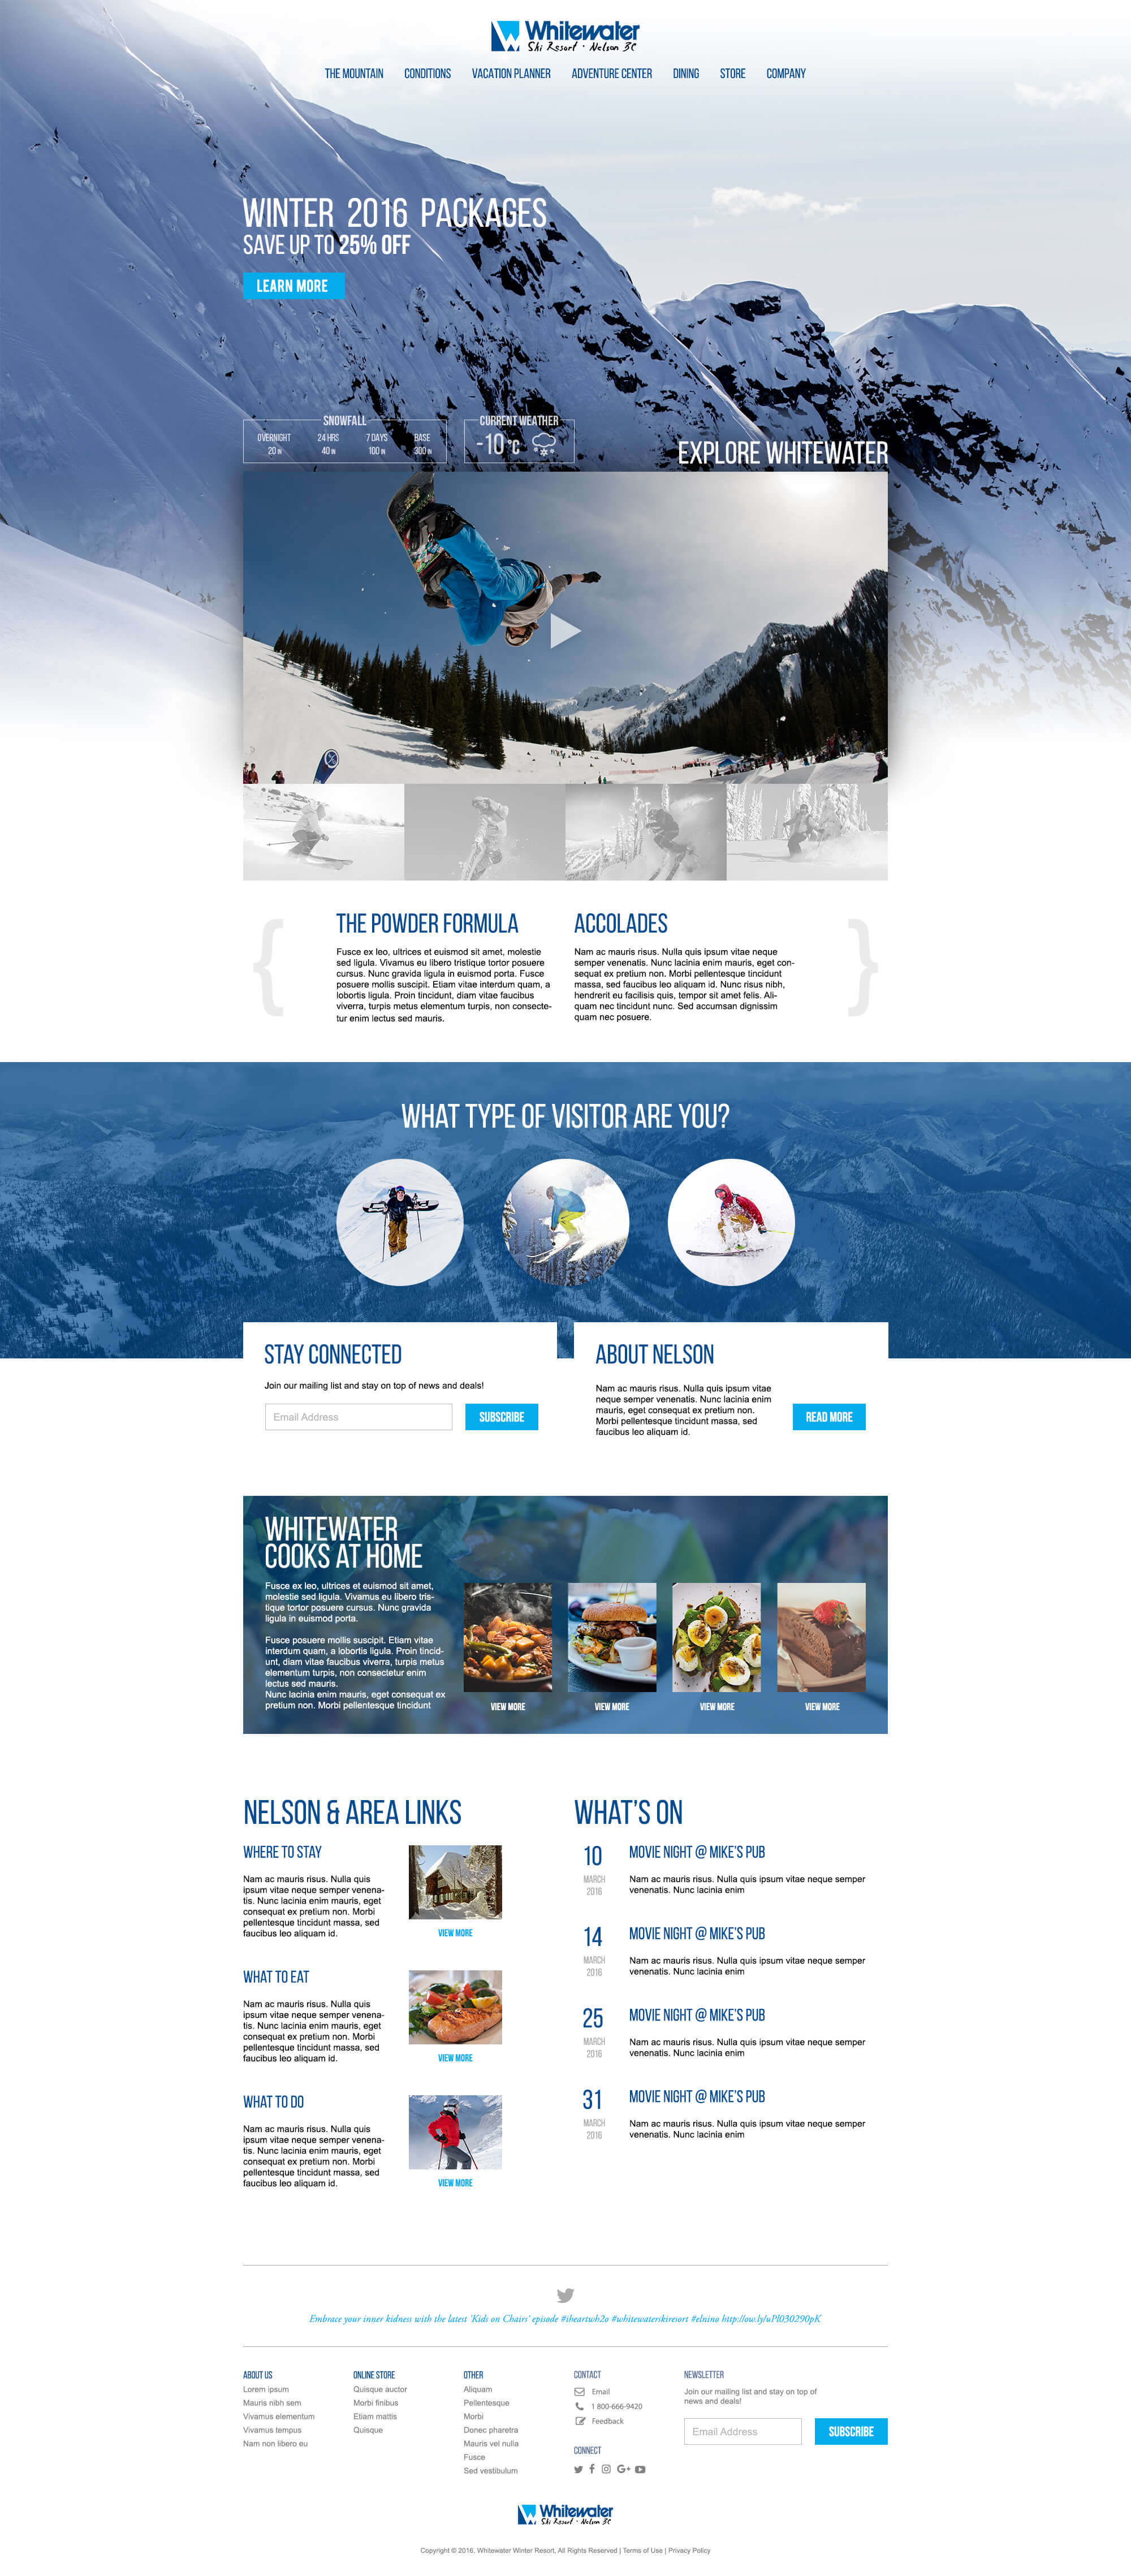 Whitewater
Ski Resort · Nelson BC
THE MOUNTAIN CONDITIONS VACATION PLANNER ADVENTURE CENTER DINING STORE COMPANY
WINTER 2016 PACKAGES
SAVE UP TO 25% OFF
LEARN MORE
SNOWFALL
OVERNIGHT 24 HRS 7 DAYS BASE
20 IN 40 IN 100 IN 300 IN
CURRENT WEATHER
-10°C
EXPLORE WHITEWATER
{
THE POWDER FORMULA
Fusce ex leo, ultrices et euismod sit amet, molestie
sed ligula. Vivamus eu libero tristique tortor posuere
cursus. Nunc gravida ligula in euismod porta. Fusce
posuere mollis suscipit. Etiam vitae interdum quam, a
lobortis ligula. Proin tincidunt, diam vitae faucibus
viverra, turpis metus elementum turpis, non consecte-
tur enim lectus sed mauris.
ACCOLADES
Nam ac mauris risus. Nulla quis ipsum vitae neque
semper venenatis. Nunc lacinia enim mauris, eget con-
sequat ex pretium non. Morbi pellentesque tincidunt
massa, sed faucibus leo aliquam id. Nunc risus nibh,
hendrerit eu facilisis quis, tempor sit amet felis. Ali-
quam nec tincidunt nunc. Sed accumsan dignissim
quam nec posuere.
}
WHAT TYPE OF VISITOR ARE YOU?
STAY CONNECTED
Join our mailing list and stay on top of news and deals!
Email Address
SUBSCRIBE
ABOUT NELSON
Nam ac mauris risus. Nulla quis ipsum vitae
neque semper venenatis. Nunc lacinia enim
mauris, eget consequat ex pretium non.
Morbi pellentesque tincidunt massa, sed
faucibus leo aliquam id.
READ MORE
WHITEWATER
COOKS AT HOME
Fusce ex leo, ultrices et euismod sit amet,
molestie sed ligula. Vivamus eu libero tris-
tique tortor posuere cursus. Nunc gravida
ligula in euismod porta.
Fusce posuere mollis suscipit. Etiam vitae
interdum quam, a lobortis ligula. Proin tincid-
unt, diam vitae faucibus viverra, turpis metus
elementum turpis, non consectetur enim
lectus sed mauris.
Nunc lacinia enim mauris, eget consequat ex
pretium non. Morbi pellentesque tincidunt
VIEW MORE VIEW MORE VIEW MORE VIEW MORE
NELSON & AREA LINKS
WHERE TO STAY
Nam ac mauris risus. Nulla quis
ipsum vitae neque semper venena-
tis. Nunc lacinia enim mauris, eget
consequat ex pretium non. Morbi
pellentesque tincidunt massa, sed
faucibus leo aliquam id.
VIEW MORE
WHAT TO EAT
Nam ac mauris risus. Nulla quis
ipsum vitae neque semper venena-
tis. Nunc lacinia enim mauris, eget
consequat ex pretium non. Morbi
pellentesque tincidunt massa, sed
faucibus leo aliquam id.
VIEW MORE
WHAT TO DO
Nam ac mauris risus. Nulla quis
ipsum vitae neque semper venena-
tis. Nunc lacinia enim mauris, eget
consequat ex pretium non. Morbi
pellentesque tincidunt massa, sed
faucibus leo aliquam id.
VIEW MORE
WHAT'S ON
10
MARCH
2016
MOVIE NIGHT @ MIKE'S PUB
Nam ac mauris risus. Nulla quis ipsum vitae neque semper
venenatis. Nunc lacinia enim
14
MARCH
2016
MOVIE NIGHT @ MIKE'S PUB
Nam ac mauris risus. Nulla quis ipsum vitae neque semper
venenatis. Nunc lacinia enim
25
MARCH
2016
MOVIE NIGHT @ MIKE'S PUB
Nam ac mauris risus. Nulla quis ipsum vitae neque semper
venenatis. Nunc lacinia enim
31
MARCH
2016
MOVIE NIGHT @ MIKE'S PUB
Nam ac mauris risus. Nulla quis ipsum vitae neque semper
venenatis. Nunc lacinia enim
Embrace your inner kidness with the latest 'Kids on Chairs' episode #iheartwh2o #whitewaterskiresort #elnino http://ow.ly/uPl030290pK
ABOUT US
Lorem ipsum
Mauris nibh sem
Vivamus elementum
Vivamus tempus
Nam non libero eu
ONLINE STORE
Quisque auctor
Morbi finibus
Etiam mattis
Quisque
OTHER
Aliquam
Pellentesque
Morbi
Donec pharetra
Mauris vel nulla
Fusce
Sed vestibulum
CONTACT
Email
1 800-666-9420
Feedback
CONNECT
NEWSLETTER
Join our mailing list and stay on top of
news and deals!
Email Address
SUBSCRIBE
Whitewater
Ski Resort · Nelson BC
Copyright © 2016. Whitewater Winter Resort, All Rights Reserved | Terms of Use | Privacy Policy